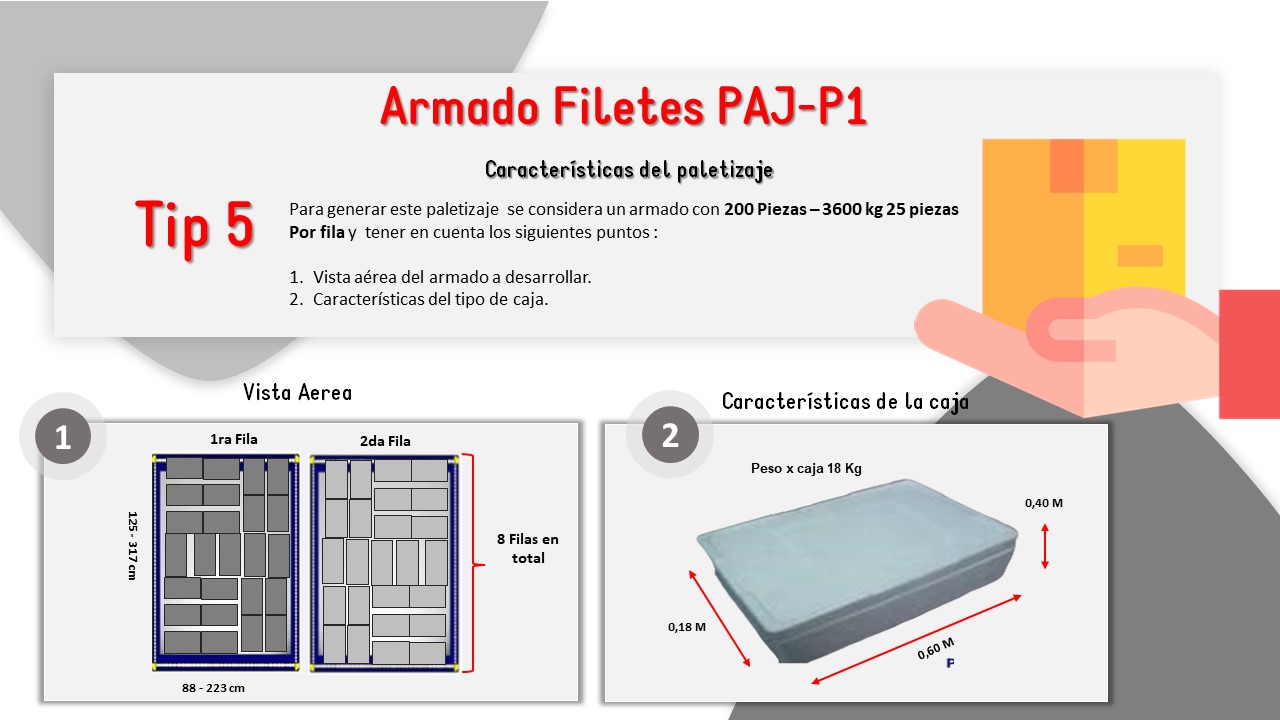 Armado Filetes PAJ-P1
Características del paletizaje
Tip 5
Para generar este paletizaje se considera un armado con 200 Piezas – 3600 kg 25 piezas
Por fila y tener en cuenta los siguientes puntos :
1. Vista aérea del armado a desarrollar.
2. Características del tipo de caja.
Vista Aerea
1
1ra Fila
2da Fila
125 - 317 cm
8 Filas en
total
88 - 223 cm
Características de la caja
2
Peso x caja 18 Kg
0,40 M
0,18 M
0,60 M
P